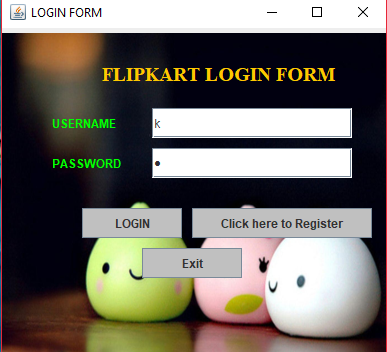 LOGIN FORM
FLIPKART LOGIN FORM
USERNAME k
PASSWORD •
LOGIN Click here to Register
Exit